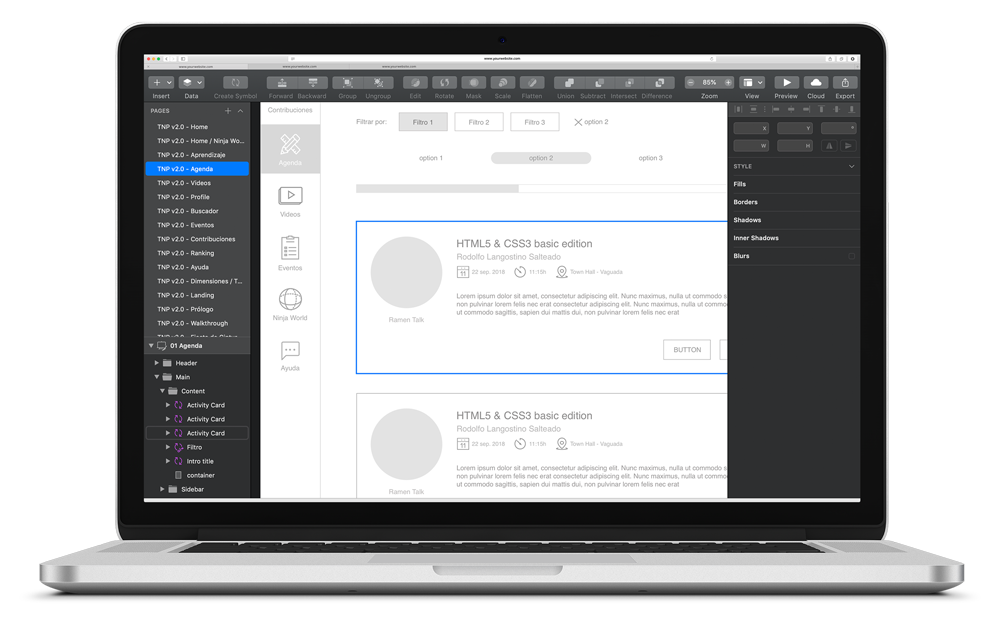 www.yourwebsite.com
www.yourwebsite.com
www.yourwebsite.com
www.yourwebsite.com
Insert Data Create Symbol Forward Backward Group Ungroup Edit Rotate Mask Scale Flatten Union Subtract Intersect Difference 85% Zoom View Preview Cloud Export
PAGES
TNP v2.0 - Home
TNP v2.0 - Home / Ninja Wo...
TNP v2.0 - Aprendizaje
TNP v2.0 - Agenda
TNP v2.0 - Videos
TNP v2.0 - Profile
TNP v2.0 - Buscador
TNP v2.0 - Eventos
TNP v2.0 - Contribuciones
TNP v2.0 - Ranking
TNP v2.0 - Ayuda
TNP v2.0 - Dimensiones / T...
TNP v2.0 - Landing
TNP v2.0 - Prólogo
TNP v2.0 - Walkthrough
01 Agenda
Header
Main
Content
Activity Card
Activity Card
Activity Card
Filtro
Intro title
container
Sidebar
Contribuciones
Agenda
Videos
Eventos
Ninja World
Ayuda
Filtrar por: Filtro 1 Filtro 2 Filtro 3 option 2
option 1 option 2 option 3
HTML5 & CSS3 basic edition
Rodolfo Langostino Salteado
22 sep. 2018 11:15h Town Hall - Vaguada
Lorem ipsum dolor sit amet, consectetur adipiscing elit. Nunc maximus, nulla ut commodo s
non pulvinar lorem felis nec erat consectetur adipiscing elit. Nunc maximus, nulla ut
ut commodo sagittis, sapien dui mattis dui, non pulvinar lorem felis nec erat
Ramen Talk
BUTTON
HTML5 & CSS3 basic edition
Rodolfo Langostino Salteado
22 sep. 2018 11:15h Town Hall - Vaguada
Lorem ipsum dolor sit amet, consectetur adipiscing elit. Nunc maximus, nulla ut commodo s
non pulvinar lorem felis nec erat consectetur adipiscing elit. Nunc maximus, nulla ut
ut commodo sagittis, sapien dui mattis dui, non pulvinar lorem felis nec erat
Ramen Talk
X Y °
W H
STYLE
Fills
Borders
Shadows
Inner Shadows
Blurs